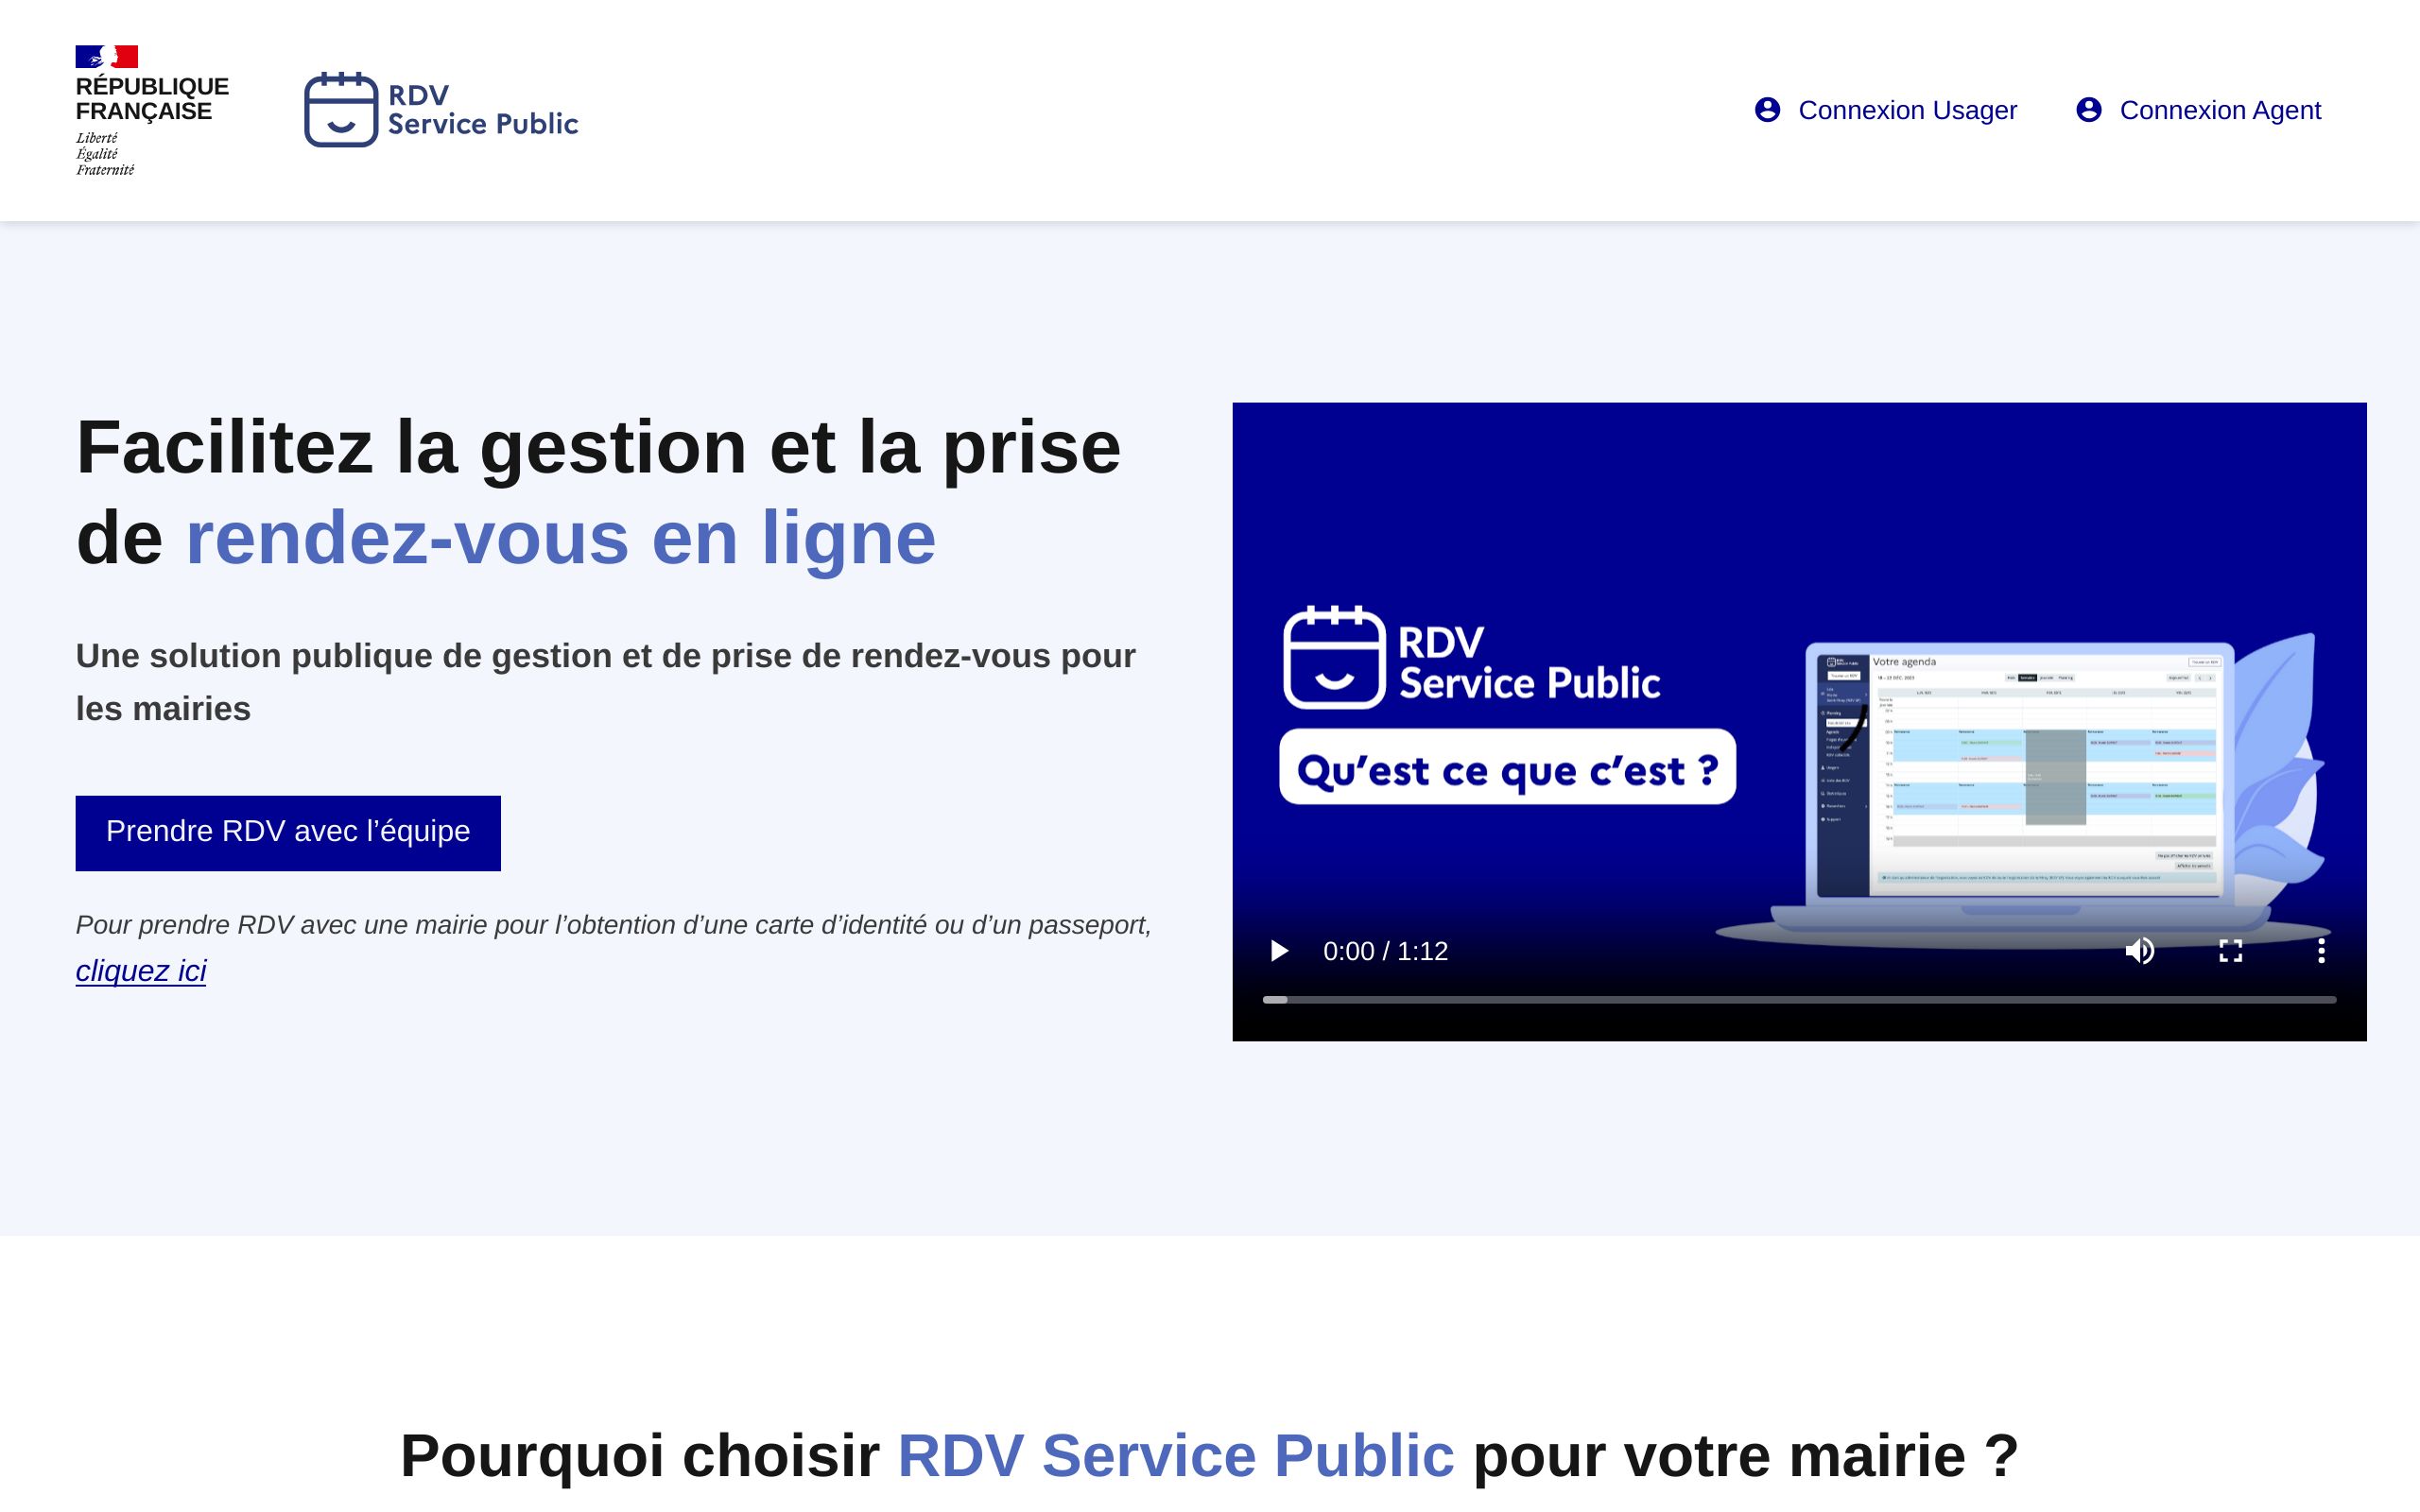 RÉPUBLIQUE
FRANÇAISE
Liberté
Égalité
Fraternité
RDV
Service Public
Connexion Usager
Connexion Agent
Facilitez la gestion et la prise
de rendez-vous en ligne
Une solution publique de gestion et de prise de rendez-vous pour
les mairies
Prendre RDV avec l’équipe
Pour prendre RDV avec une mairie pour l’obtention d’une carte d’identité ou d’un passeport,
cliquez ici
RDV
Service Public
Qu’est ce que c’est ?
Votre agenda
0:00 / 1:12
Pourquoi choisir RDV Service Public pour votre mairie ?